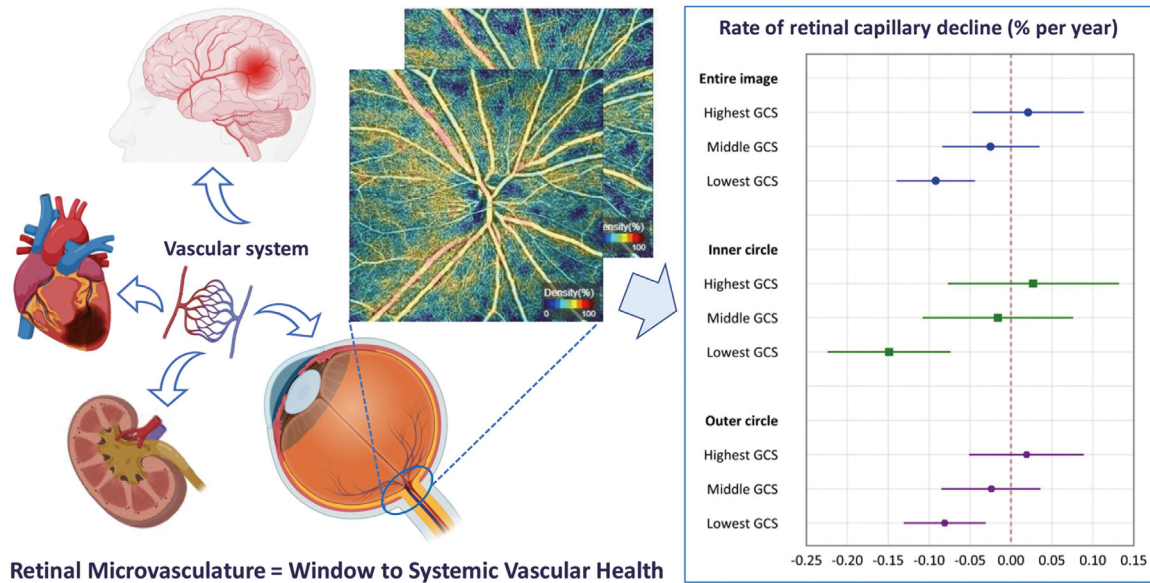 Vascular system
Density(%)
0 100
ensity(%)
100
Retinal Microvasculature = Window to Systemic Vascular Health
Rate of retinal capillary decline (% per year)
Entire image
Highest GCS
Middle GCS
Lowest GCS
Inner circle
Highest GCS
Middle GCS
Lowest GCS
Outer circle
Highest GCS
Middle GCS
Lowest GCS
-0.25 -0.20 -0.15 -0.10 -0.05 0.00 0.05 0.10 0.15